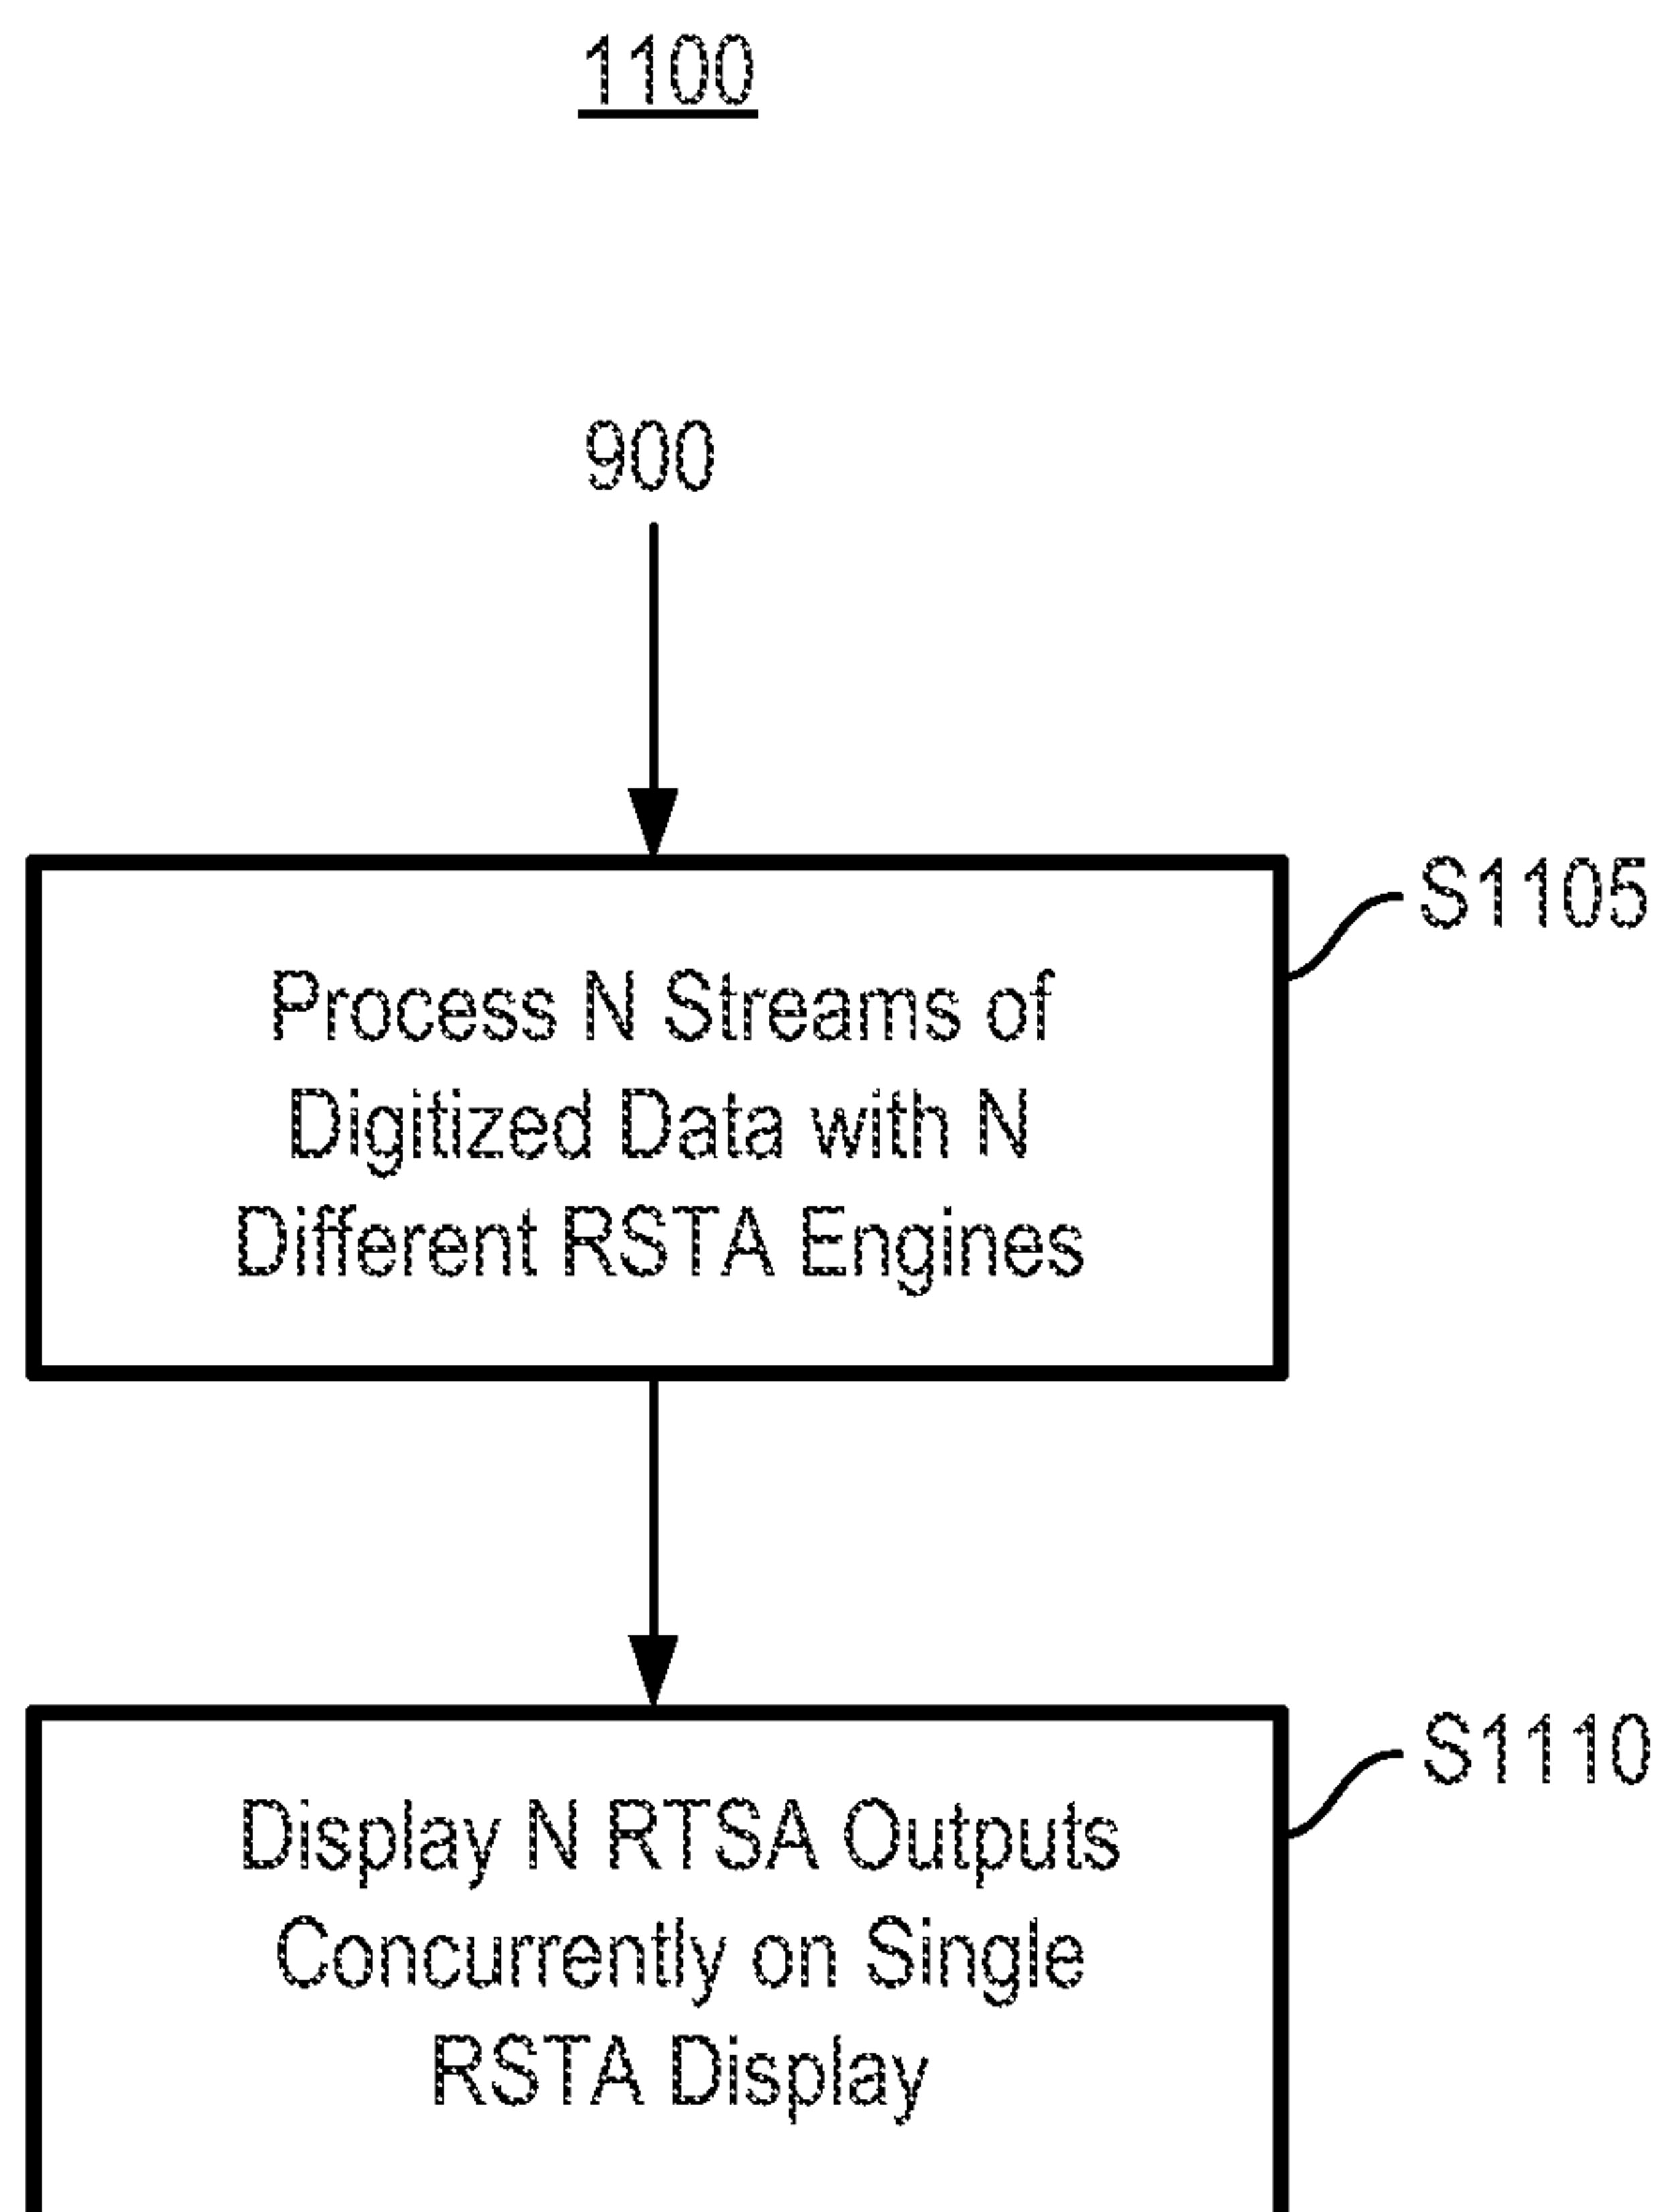 1100
900
S1105
Process N Streams of
Digitized Data with N
Different RSTA Engines
S1110
Display N RTSA Outputs
Concurrently on Single
RSTA Display